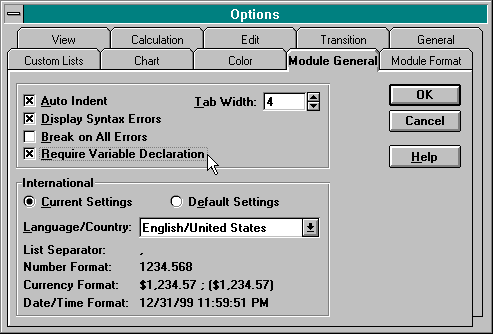 Options
View Calculation Edit Transition General
Custom Lists Chart Color Module General Module Format
Auto Indent Tab Width: 4 OK
Display Syntax Errors Cancel
Break on All Errors
Require Variable Declaration Help
International
Current Settings Default Settings
Language/Country: English/United States
List Separator: ,
Number Format: 1234.568
Currency Format: $1,234.57 ; ($1,234.57)
Date/Time Format: 12/31/99 11:59:51 PM